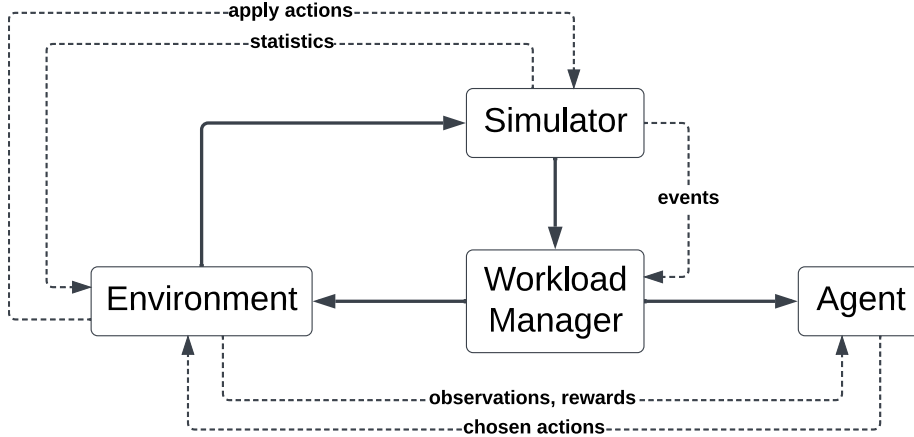 apply actions
statistics
Simulator
events
Environment
Workload
Manager
Agent
observations, rewards
chosen actions